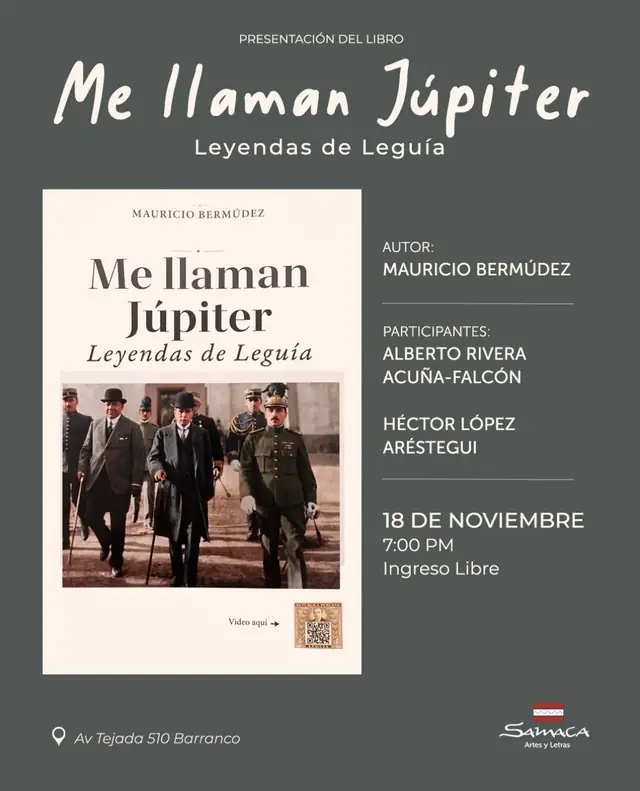 PRESENTACIÓN DEL LIBRO
Me llaman Júpiter
Leyendas de Leguía
MAURICIO BERMÚDEZ
Me llaman
Júpiter
Leyendas de Leguía
Video aquí
AUTOR:
MAURICIO BERMÚDEZ
PARTICIPANTES:
ALBERTO RIVERA
ACUÑA-FALCÓN
HÉCTOR LÓPEZ
ARÉSTEGUI
18 DE NOVIEMBRE
7:00 PM
Ingreso Libre
Av Tejada 510 Barranco
SAMACA
Artes y Letras